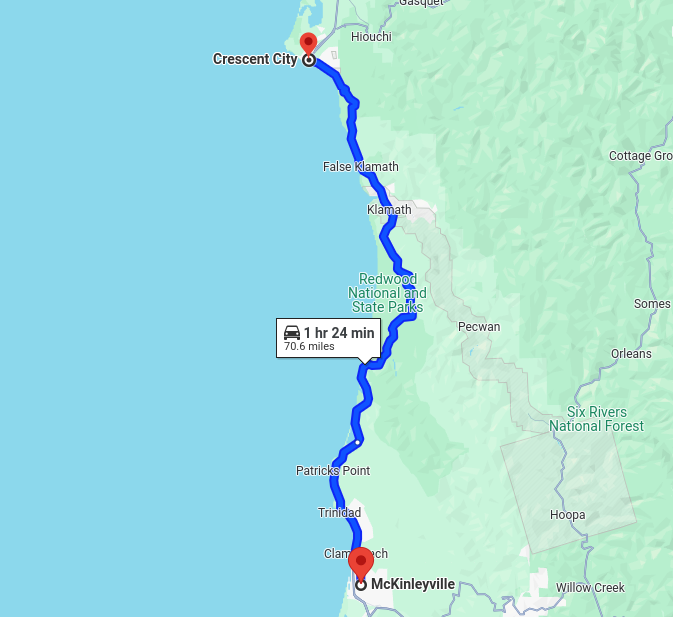 Gasquet
Hiouchi
Crescent City
Cottage Gro
False Klamath
Klamath
Redwood
National and
State Parks
Somes
1 hr 24 min
70.6 miles
Pecwan
Orleans
Six Rivers
National Forest
Patricks Point
Trinidad
Hoopa
Clam each
McKinleyville
Willow Creek